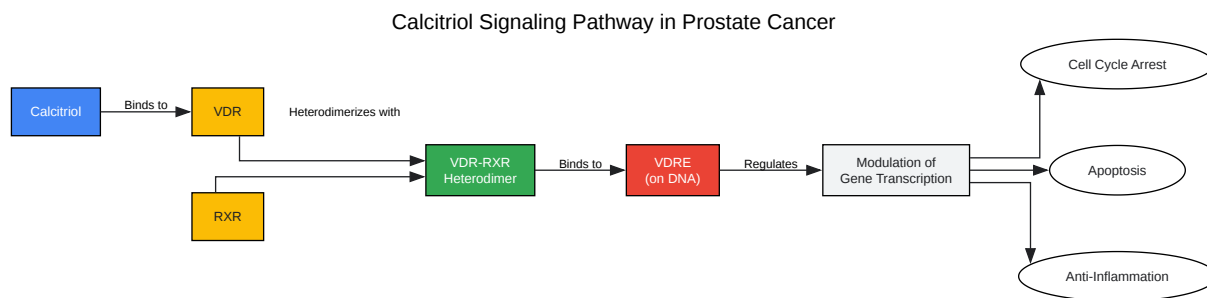 Calcitriol Signaling Pathway in Prostate Cancer
Calcitriol
Binds to
VDR
Heterodimerizes with
RXR
VDR-RXR
Heterodimer
Binds to
VDRE
(on DNA)
Regulates
Modulation of
Gene Transcription
Cell Cycle Arrest
Apoptosis
Anti-Inflammation